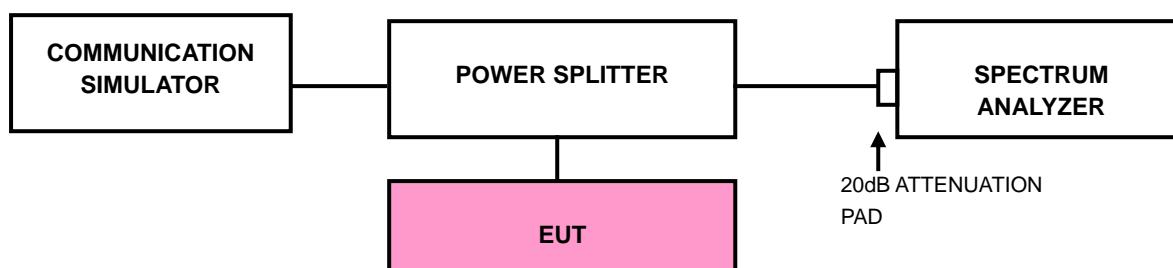 COMMUNICATION
SIMULATOR
POWER SPLITTER
SPECTRUM
ANALYZER
20dB ATTENUATION
PAD
EUT